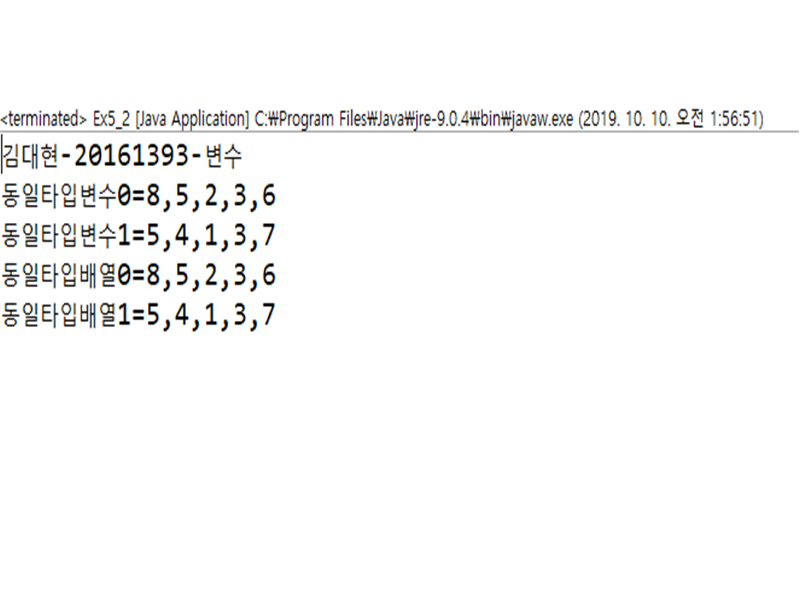 <terminated> Ex5_2 [Java Application] C:₩Program Files₩Java₩jre-9.0.4₩bin₩javaw.exe (2019. 10. 10. 오전 1:56:51)
김대현-20161393-변수
동일타입변수0=8,5,2,3,6
동일타입변수1=5,4,1,3,7
동일타입배열0=8,5,2,3,6
동일타입배열1=5,4,1,3,7